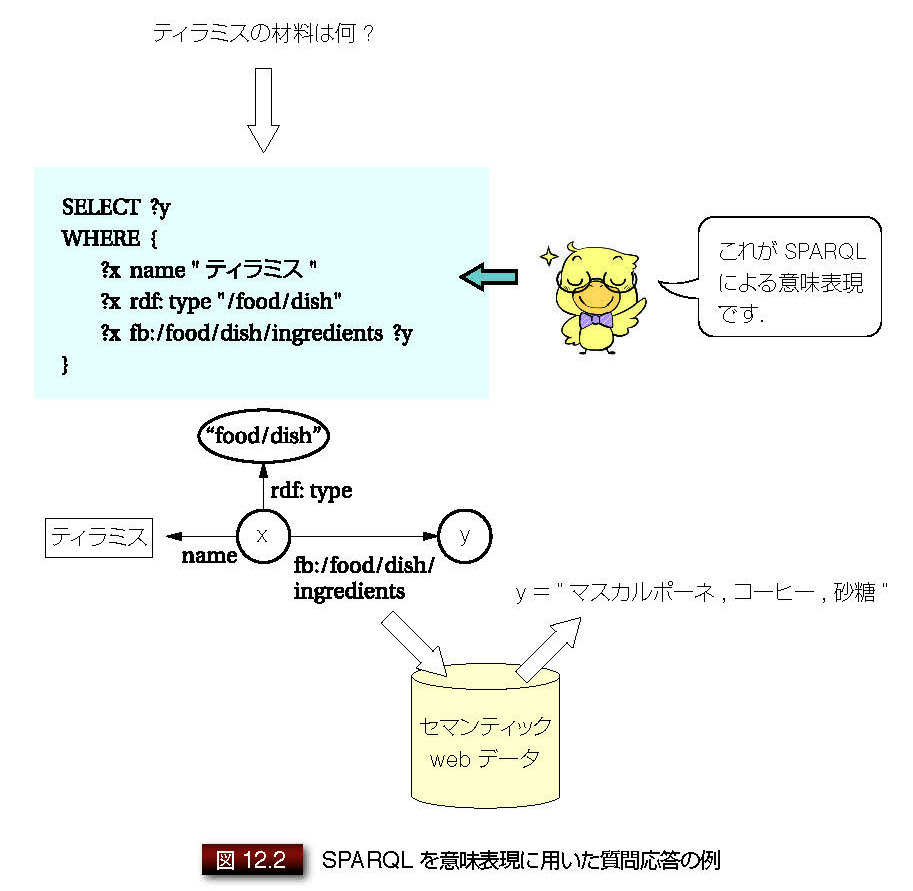 ティラミスの材料は何?
SELECT ?y
WHERE {
?x name " ティラミス "
?x rdf: type "/food/dish"
?x fb:/food/dish/ingredients ?y
}
これが SPARQL
による意味表現
です.
“food/dish”
rdf: type
ティラミス
name
x
y
fb:/food/dish/
ingredients
y = " マスカルポーネ , コーヒー , 砂糖 "
セマンティック
web データ
図 12.2 SPARQL を意味表現に用いた質問応答の例